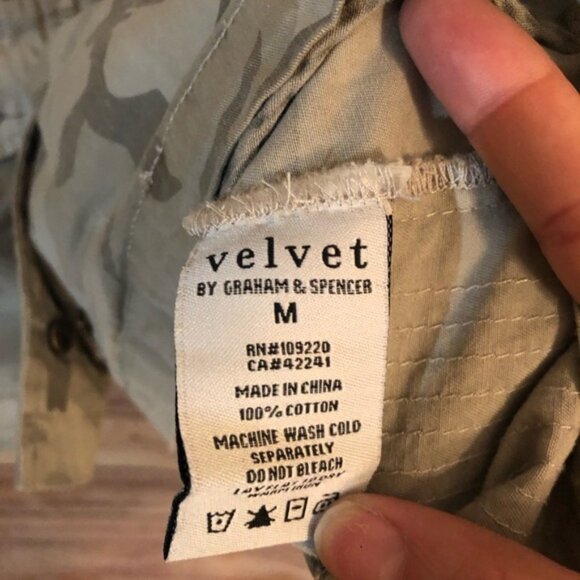 velvet
BY GRAHAM & SPENCER
M
RN#109220
CA#42241
MADE IN CHINA
100% COTTON
MACHINE WASH COLD
SEPARATELY
DO NOT BLEACH